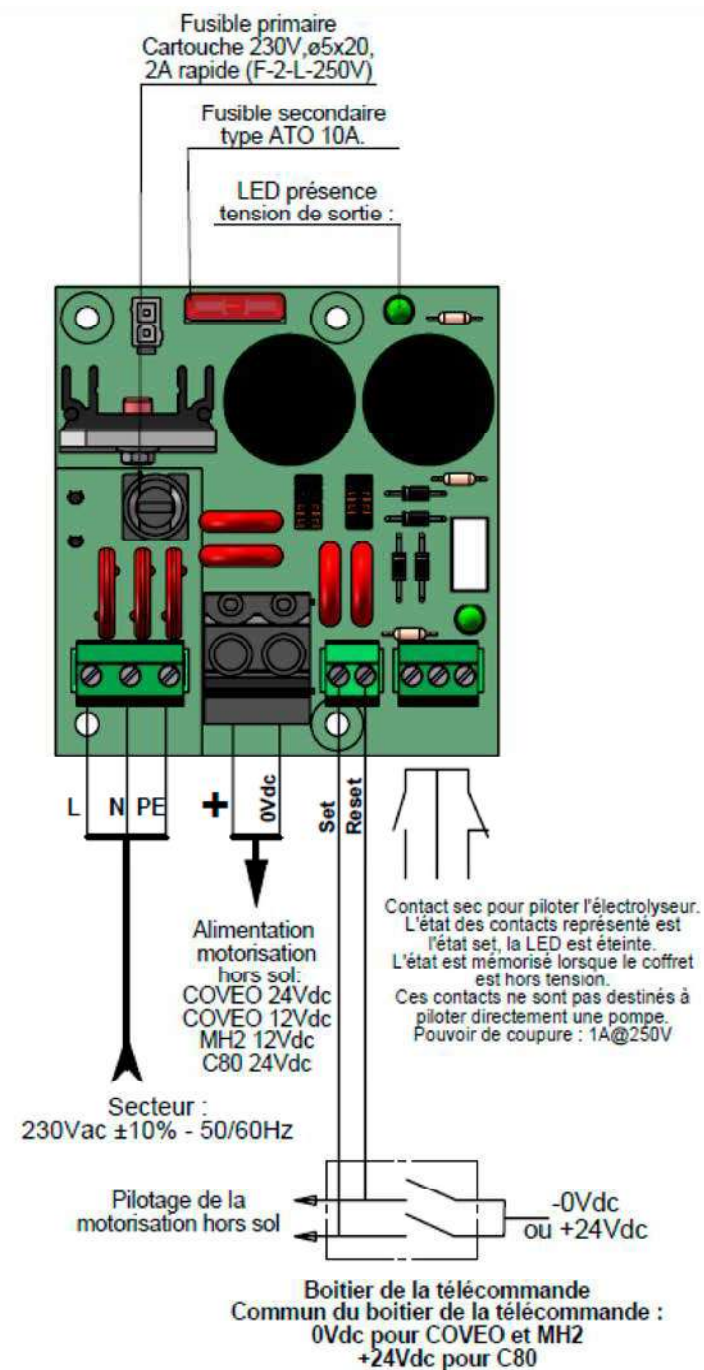 Fusible primaire
Cartouche 230V,ø5x20,
2A rapide (F-2-L-250V)
Fusible secondaire
type ATO 10A.
LED présence
tension de sortie :
L N PE
+
0Vdc
Set
Reset
Alimentation
motorisation
hors sol:
COVEO 24Vdc
COVEO 12Vdc
MH2 12Vdc
C80 24Vdc
Contact sec pour piloter l'électrolyseur.
L'état des contacts représenté est
l'état set, la LED est éteinte.
L'état est mémorisé lorsque le coffret
est hors tension.
Ces contacts ne sont pas destinés à
piloter directement une pompe.
Pouvoir de coupure : 1A@250V
Secteur :
230Vac ±10% - 50/60Hz
Pilotage de la
motorisation hors sol
-0Vdc
ou +24Vdc
Boitier de la télécommande
Commun du boitier de la télécommande :
0Vdc pour COVEO et MH2
+24Vdc pour C80